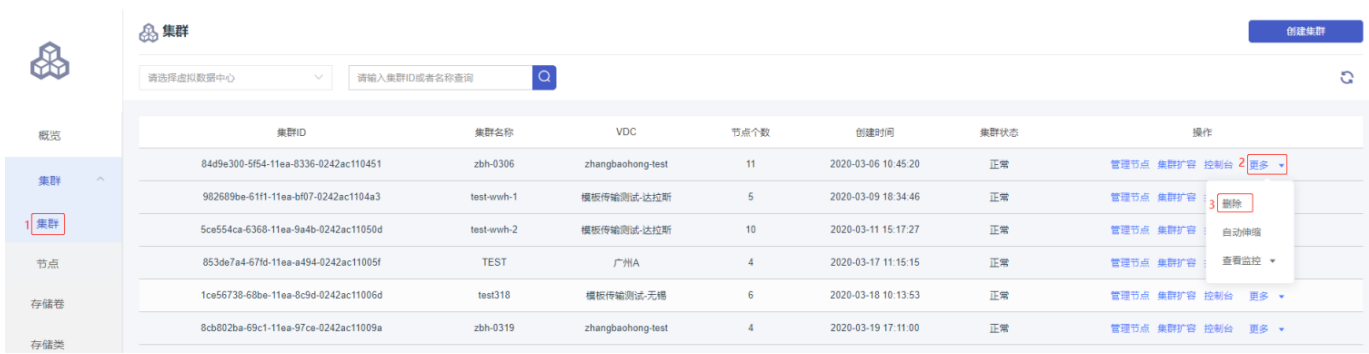 集群
创建集群
请选择虚拟数据中心 请输入集群ID或者名称查询
概览
集群
1 集群
节点
存储卷
存储类
集群ID 集群名称 VDC 节点个数 创建时间 集群状态 操作
84d9e300-5f54-11ea-8336-0242ac110451 zbh-0306 zhangbaohong-test 11 2020-03-06 10:45:20 正常 管理节点 集群扩容 控制台 2 更多
982689be-61f1-11ea-bf07-0242ac1104a3 test-wwh-1 模板传输测试-达拉斯 5 2020-03-09 18:34:46 正常 管理节点 集群扩容
3 删除
5ce554ca-6368-11ea-9a4b-0242ac11050d test-wwh-2 模板传输测试-达拉斯 10 2020-03-11 15:17:27 正常 管理节点 集群扩容
自动伸缩
853de7a4-67fd-11ea-a494-0242ac11005f TEST 广州A 4 2020-03-17 11:15:15 正常 管理节点 集群扩容
查看监控
1ce56738-68be-11ea-8c9d-0242ac11006d test318 模板传输测试-无锡 6 2020-03-18 10:13:53 正常 管理节点 集群扩容 控制台 更多
8cb802ba-69c1-11ea-97ce-0242ac11009a zbh-0319 zhangbaohong-test 4 2020-03-19 17:11:00 正常 管理节点 集群扩容 控制台 更多